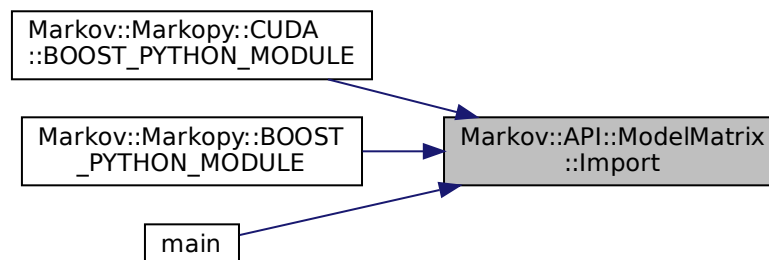 Markov::Markopy::CUDA
::BOOST_PYTHON_MODULE
Markov::Markopy::BOOST
_PYTHON_MODULE
main
Markov::API::ModelMatrix
::Import